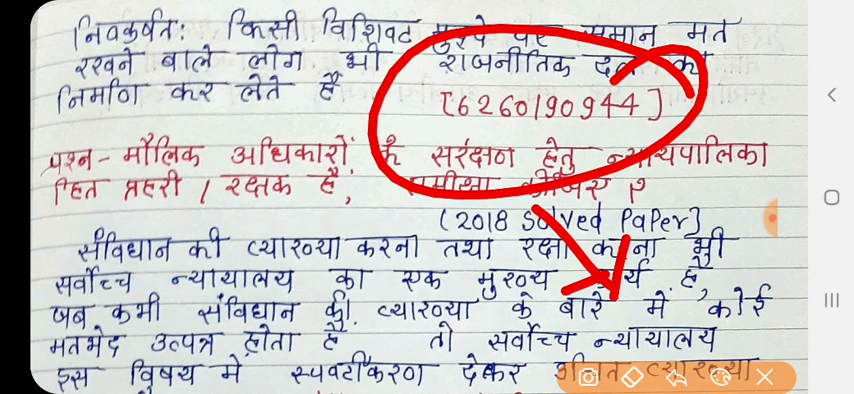 निष्कर्षत: किसी विशिष्ट मुद्दे पर समान मत
रखने वाले लोग भी राजनीतिक दल का
निर्माण कर लेते हैं
[6260190944]
प्रश्न- मौलिक अधिकारों के सरंक्षण हेतु न्यायपालिका
हित प्रहरी / रक्षक है, समीक्षा कीजिए ?
(2018 Solved Paper)
संविधान की व्याख्या करना तथा रक्षा करना भी
सर्वोच्च न्यायालय का एक मुख्य कार्य है,
जब कभी संविधान की व्याख्या के बारे में कोई
मतभेद उत्पन्न होता है तो सर्वोच्च न्यायालय
इस विषय मे स्पष्टीकरण देकर व्याख्या